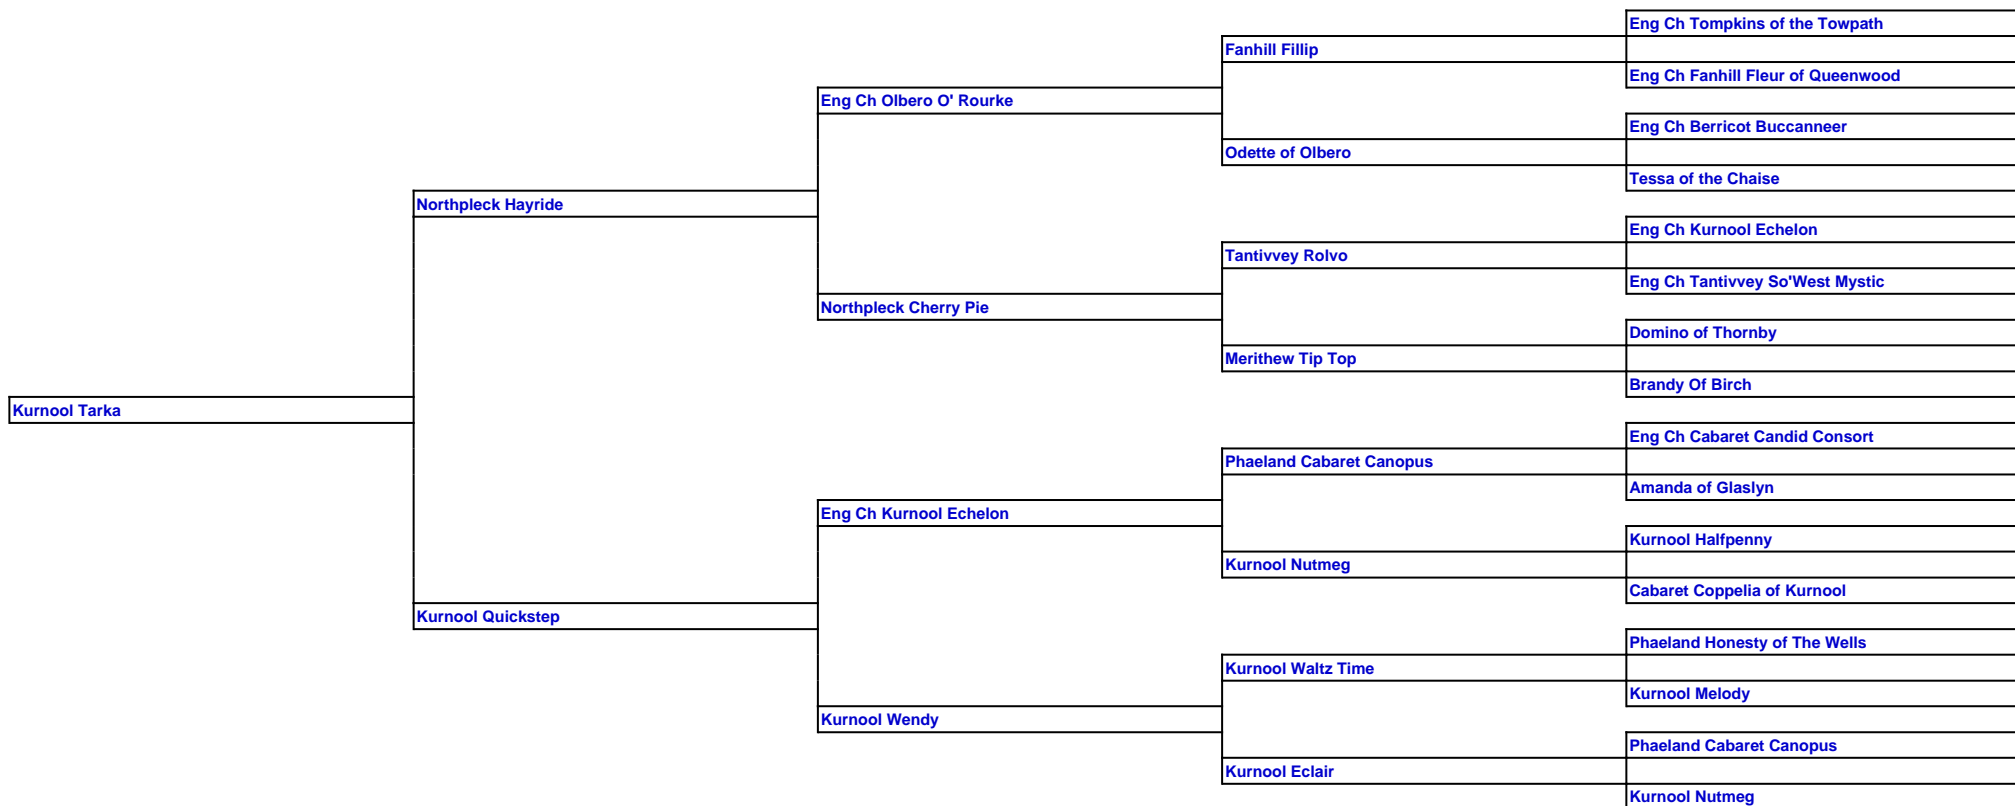 Eng Ch Tompkins of the Towpath
Fanhill Fillip
Eng Ch Fanhill Fleur of Queenwood
Eng Ch Olbero O' Rourke
Eng Ch Berricot Buccanneer
Odette of Olbero
Tessa of the Chaise
Northpleck Hayride
Eng Ch Kurnool Echelon
Tantivvey Rolvo
Eng Ch Tantivvey So'West Mystic
Northpleck Cherry Pie
Domino of Thornby
Merithew Tip Top
Brandy Of Birch
Kurnool Tarka
Eng Ch Cabaret Candid Consort
Phaeland Cabaret Canopus
Amanda of Glaslyn
Eng Ch Kurnool Echelon
Kurnool Halfpenny
Kurnool Nutmeg
Cabaret Coppelia of Kurnool
Kurnool Quickstep
Phaeland Honesty of The Wells
Kurnool Waltz Time
Kurnool Melody
Kurnool Wendy
Phaeland Cabaret Canopus
Kurnool Eclair
Kurnool Nutmeg